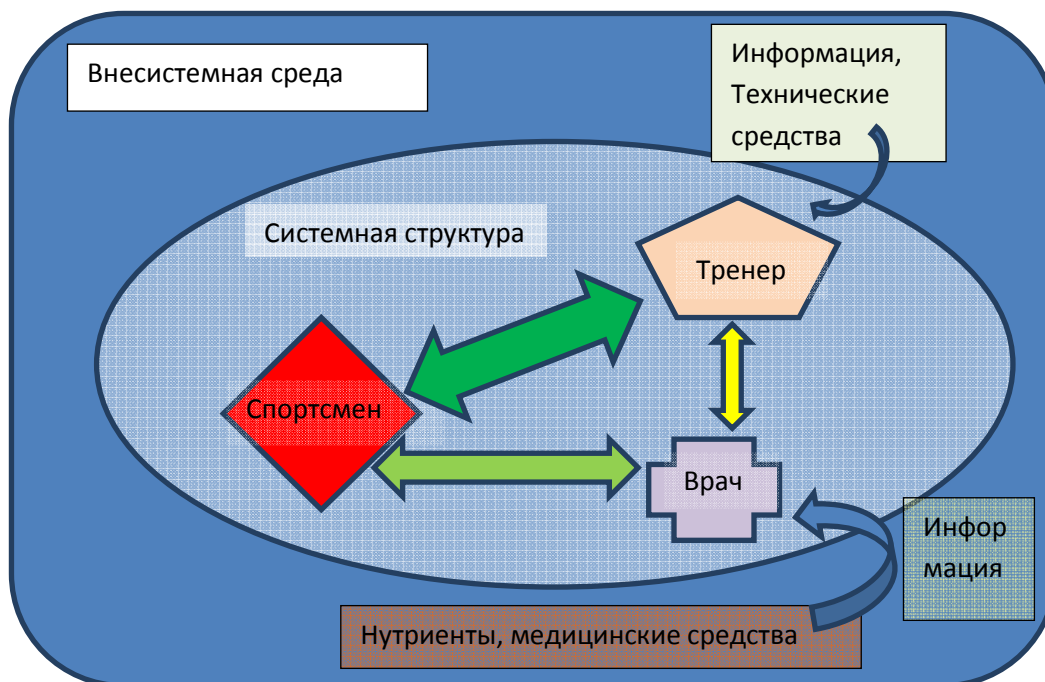 Внесистемная среда
Информация,
Технические
средства
Системная структура
Тренер
Спортсмен
Врач
Инфор
мация
Нутриенты, медицинские средства